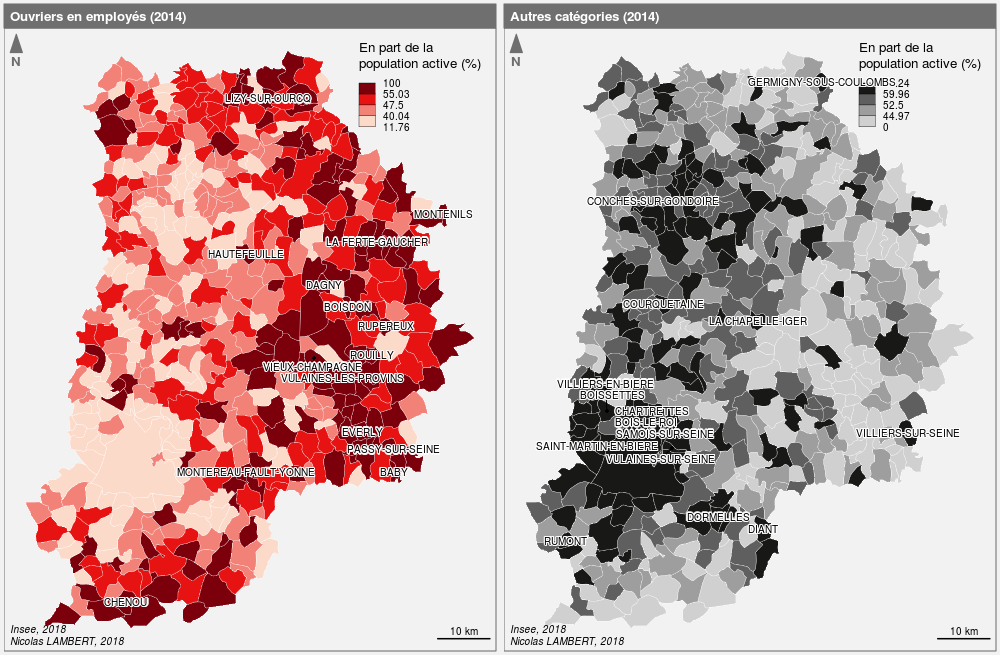 Ouvriers en employés (2014)
N
En part de la
population active (%)
100
55.03
47.5
40.04
11.76
LIZY-SUR-OURCQ
MONTENILS
LA FERTE-GAUCHER
HAUTEFEUILLE
DAGNY
BOISDON
RUPEREUX
ROUILLY
VIEUX-CHAMPAGNE
VULAINES-LES-PROVINS
EVERLY
PASSY-SUR-SEINE
MONTEREAU-FAULT-YONNE
BABY
CHENOU
Insee, 2018
Nicolas LAMBERT, 2018
10 km
Autres catégories (2014)
N
En part de la
population active (%)
GERMIGNY-SOUS-COULOMBS
.24
59.96
52.5
44.97
0
CONCHES-SUR-GONDOIRE
COURQUETAINE
LA CHAPELLE-IGER
VILLIERS-EN-BIERE
BOISSETTES
CHARTRETTES
BOIS-LE-ROI
SAMOIS-SUR-SEINE
VILLIERS-SUR-SEINE
SAINT-MARTIN-EN-BIERE
VULAINES-SUR-SEINE
DORMELLES
DIANT
RUMONT
Insee, 2018
Nicolas LAMBERT, 2018
10 km